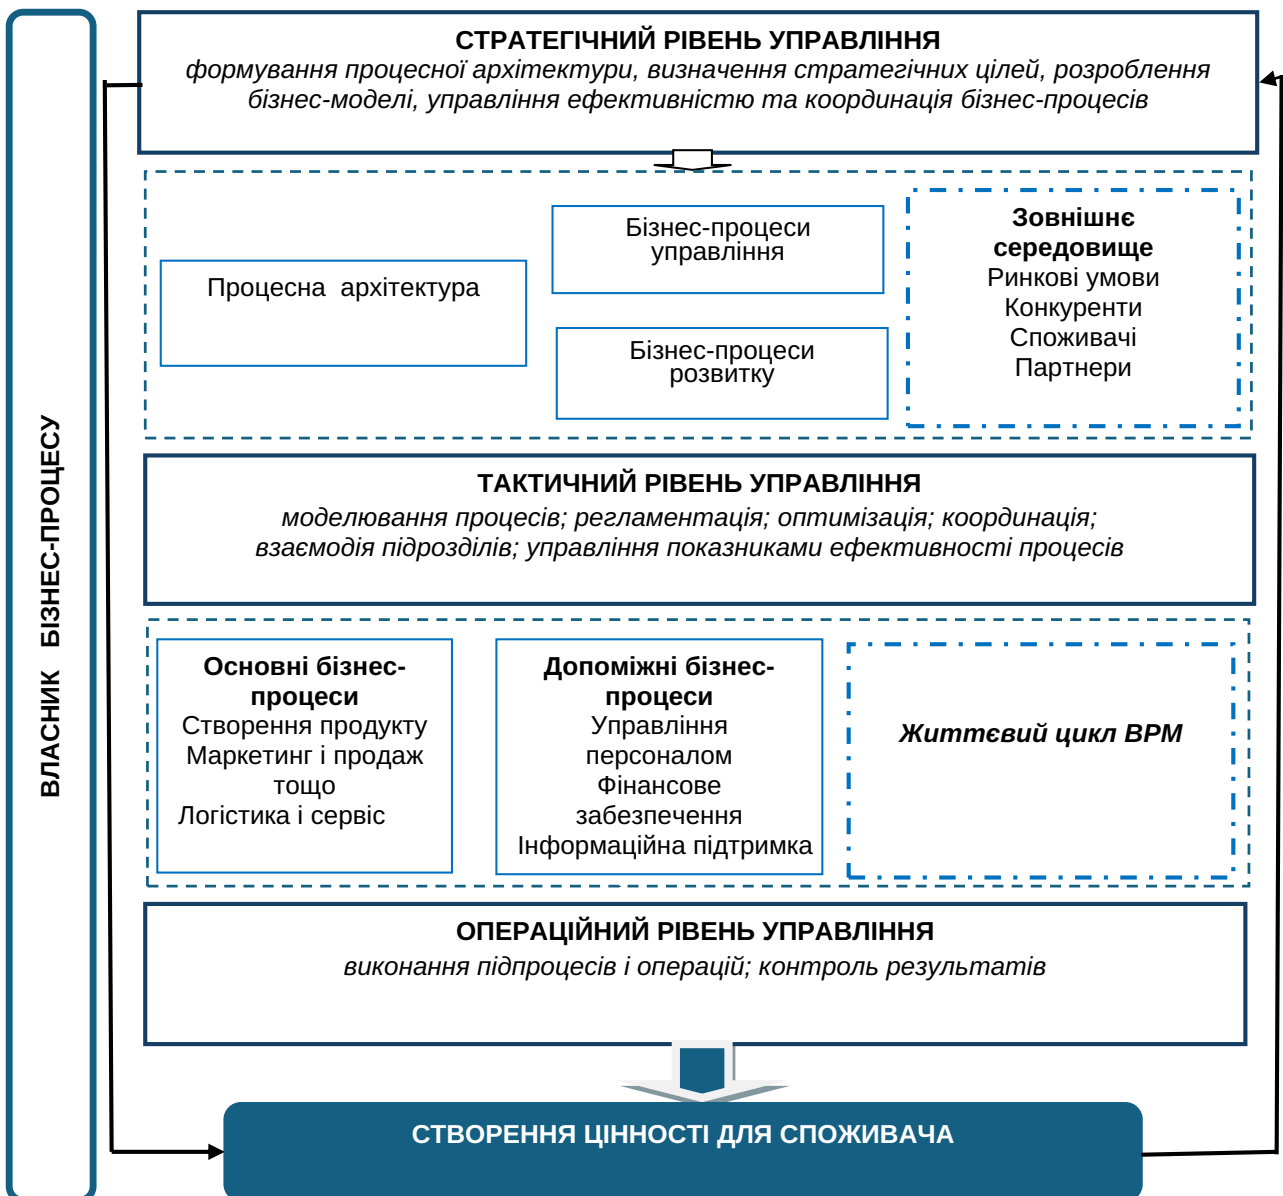 ВЛАСНИК БІЗНЕС-ПРОЦЕСУ
СТРАТЕГІЧНИЙ РІВЕНЬ УПРАВЛІННЯ
формування процесної архітектури, визначення стратегічних цілей, розроблення
бізнес-моделі, управління ефективністю та координація бізнес-процесів
Процесна архітектура
Бізнес-процеси
управління
Бізнес-процеси
розвитку
Зовнішнє
середовище
Ринкові умови
Конкуренти
Споживачі
Партнери
ТАКТИЧНИЙ РІВЕНЬ УПРАВЛІННЯ
моделювання процесів; регламентація; оптимізація; координація;
взаємодія підрозділів; управління показниками ефективності процесів
Основні бізнес-
процеси
Створення продукту
Маркетинг і продаж
тощо
Логістика і сервіс
Допоміжні бізнес-
процеси
Управління
персоналом
Фінансове
забезпечення
Інформаційна підтримка
Життєвий цикл BPM
ОПЕРАЦІЙНИЙ РІВЕНЬ УПРАВЛІННЯ
виконання підпроцесів і операцій; контроль результатів
СТВОРЕННЯ ЦІННОСТІ ДЛЯ СПОЖИВАЧА